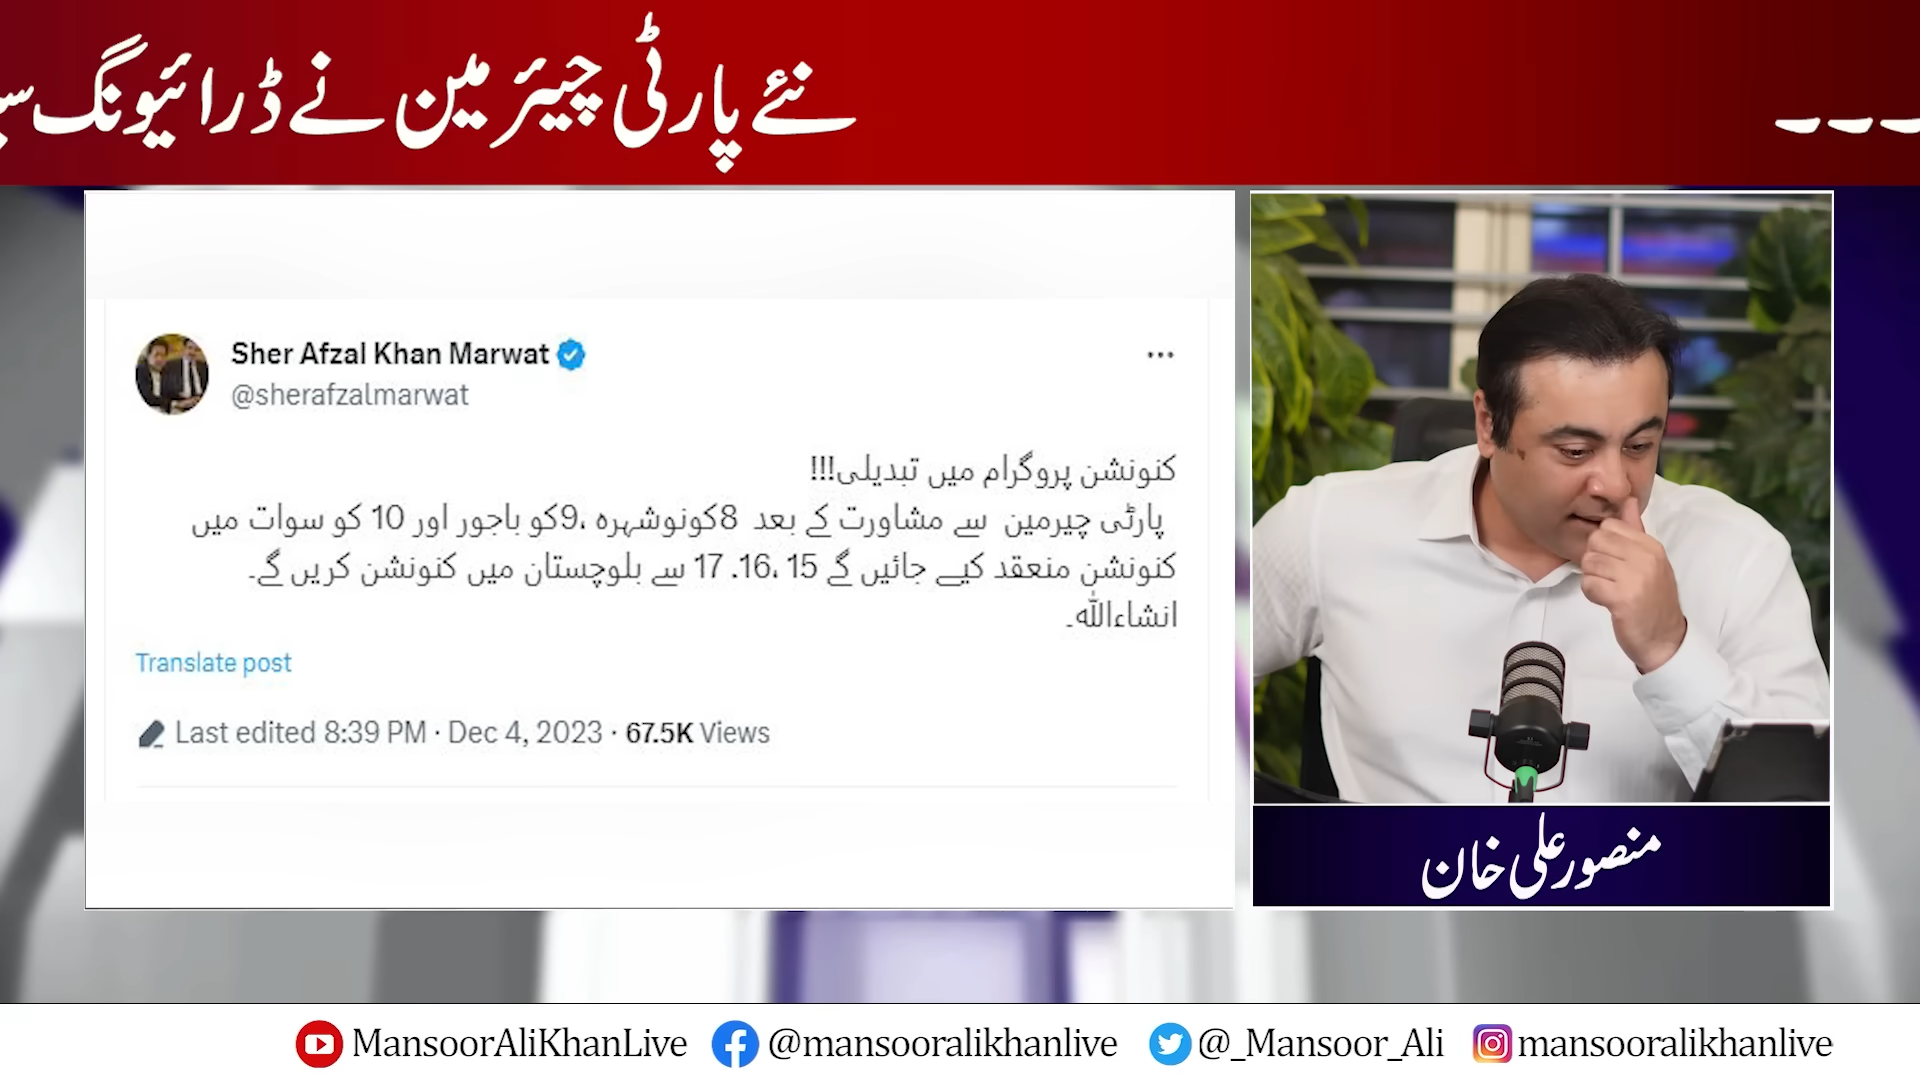 نئے پارٹی چیئرمین نے ڈرائیونگ
---
Sher Afzal Khan Marwat
@sherafzalmarwat
کنونشن پروگرام میں تبدیلی!!!
پارٹی چیرمین سے مشاورت کے بعد 8کونوشہرہ ،9کو باجور اور 10 کو سوات میں
کنونشن منعقد کیے جائیں گے 15 ،16. 17 سے بلوچستان میں کنونشن کریں گے۔
انشاءاللہ۔
Translate post
Last edited 8:39 PM · Dec 4, 2023 · 67.5K Views
منصور علی خان
MansoorAliKhanLive @mansooralikhanlive @_Mansoor_Ali mansooralikhanlive